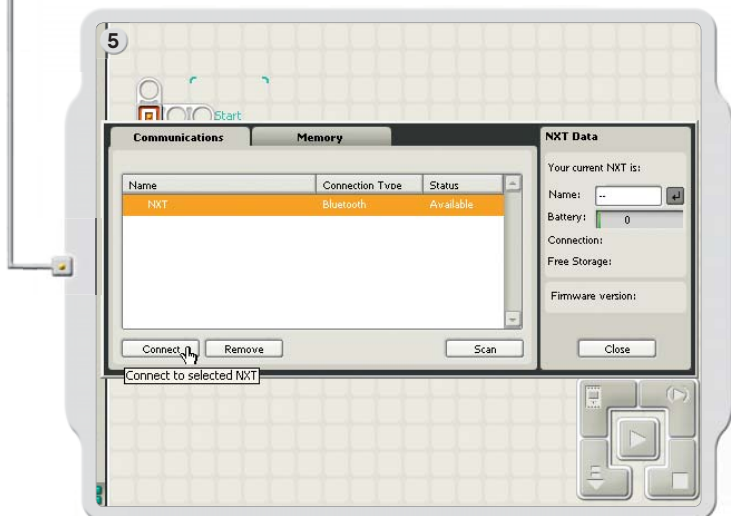 5
Start
Communications
Memory
Name
Connection Type
Status
NXT
Bluetooth
Available
Connect
Remove
Scan
Connect to selected NXT
NXT Data
Your current NXT is:
Name: --
Battery: 0
Connection:
Free Storage:
Firmware version:
Close